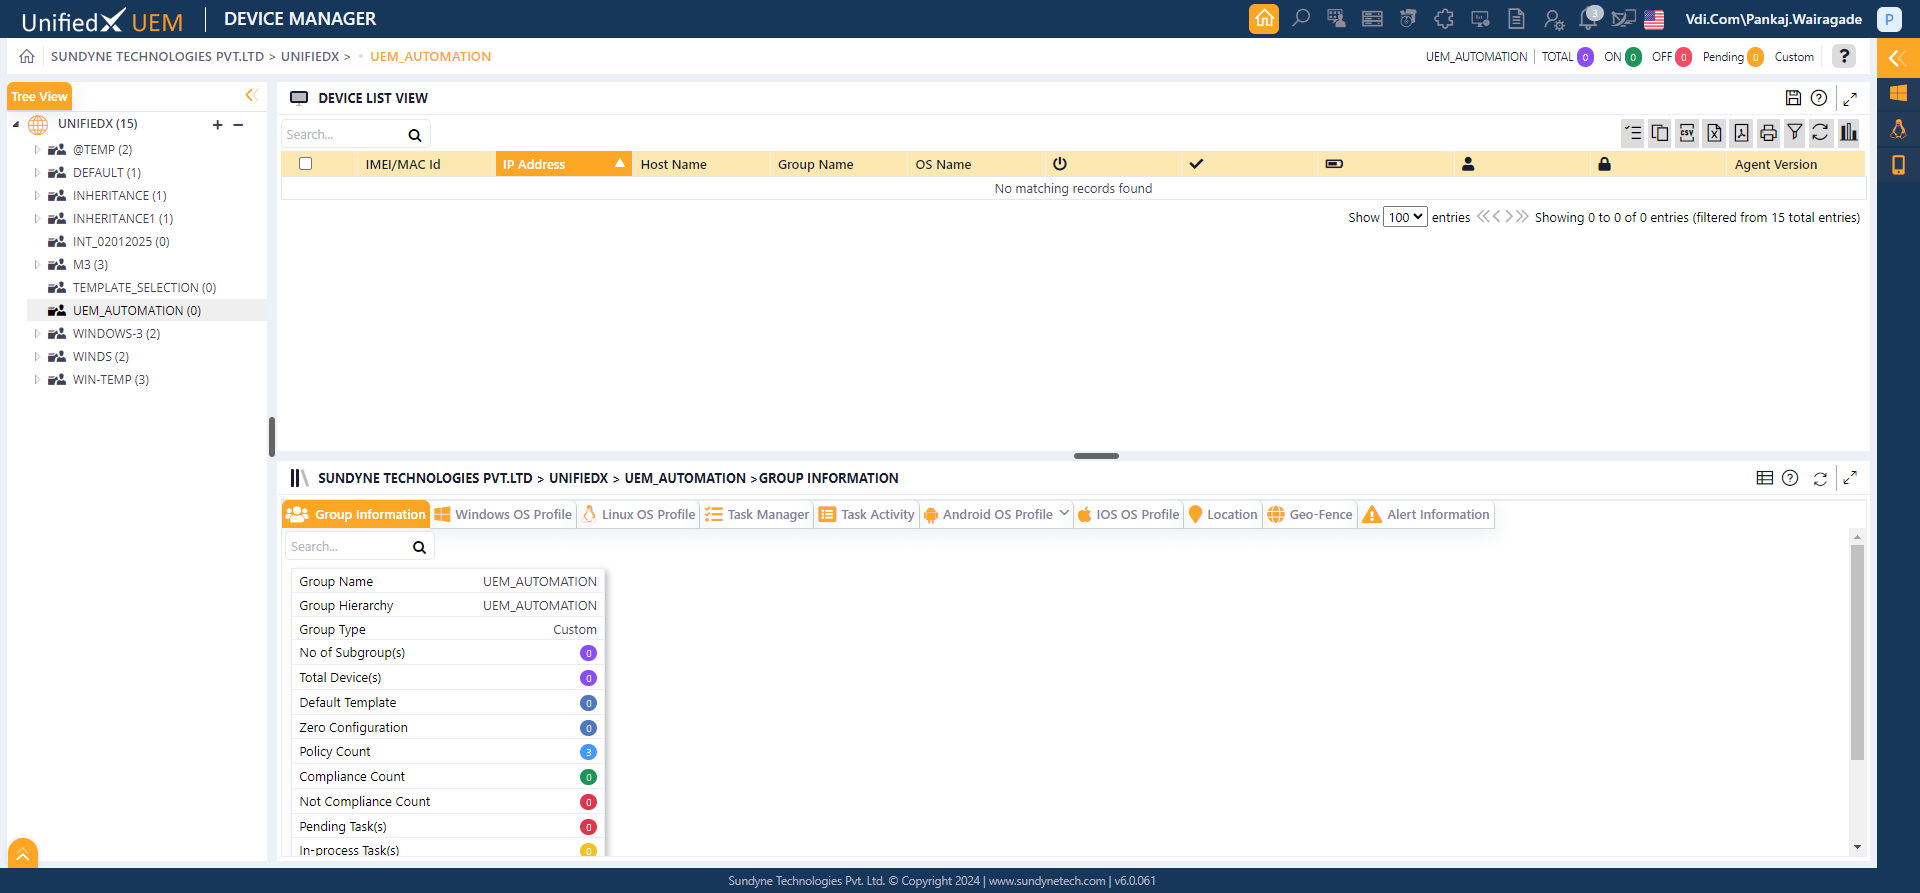 UnifiedX UEM DEVICE MANAGER 3 Vdi.Com\Pankaj.Wairagade P
SUNDYNE TECHNOLOGIES PVT.LTD > UNIFIEDX > • UEM_AUTOMATION UEM_AUTOMATION TOTAL 0 ON 0 OFF 0 Pending 0 Custom ?
Tree View
UNIFIEDX (15) + −
@TEMP (2)
DEFAULT (1)
INHERITANCE (1)
INHERITANCE1 (1)
INT_02012025 (0)
M3 (3)
TEMPLATE_SELECTION (0)
UEM_AUTOMATION (0)
WINDOWS-3 (2)
WINDS (2)
WIN-TEMP (3)
DEVICE LIST VIEW
Search...
CSV
IMEI/MAC Id IP Address Host Name Group Name OS Name Agent Version
No matching records found
Show 100 entries Showing 0 to 0 of 0 entries (filtered from 15 total entries)
SUNDYNE TECHNOLOGIES PVT.LTD > UNIFIEDX > UEM_AUTOMATION >GROUP INFORMATION
Group Information Windows OS Profile Linux OS Profile Task Manager Task Activity Android OS Profile IOS OS Profile Location Geo-Fence Alert Information
Search...
Group Name UEM_AUTOMATION
Group Hierarchy UEM_AUTOMATION
Group Type Custom
No of Subgroup(s) 0
Total Device(s) 0
Default Template 0
Zero Configuration 0
Policy Count 3
Compliance Count 0
Not Compliance Count 0
Pending Task(s) 0
In-process Task(s) 0
Sundyne Technologies Pvt. Ltd. © Copyright 2024 | www.sundynetech.com | v6.0.061